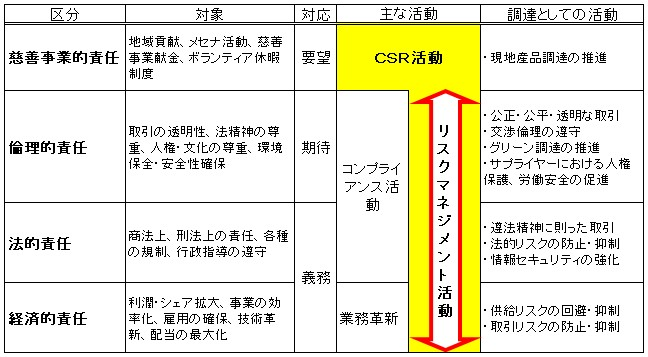 区分
対象
対応
主な活動
調達としての活動
慈善事業的責任
地域貢献、メセナ活動、慈善
事業献金、ボランティア休暇
制度
要望
CSR活動
・現地産品調達の推進
倫理的責任
取引の透明性、法精神の尊
重、人権・文化の尊重、環境
保全・安全性確保
期待
コンプライ
アンス活
動
リスクマネジメント活動
・公正・公平・透明な取引
・交渉倫理の遵守
・グリーン調達の推進
・サプライヤーにおける人権
保護、労働安全の促進
法的責任
商法上、刑法上の責任、各種
の規制、行政指導の遵守
義務
・違法精神に則った取引
・法的リスクの防止・抑制
・情報セキュリティの強化
経済的責任
利潤・シェア拡大、事業の効
率化、雇用の確保、技術革
新、配当の最大化
業務革新
・供給リスクの回避・抑制
・取引リスクの防止・抑制